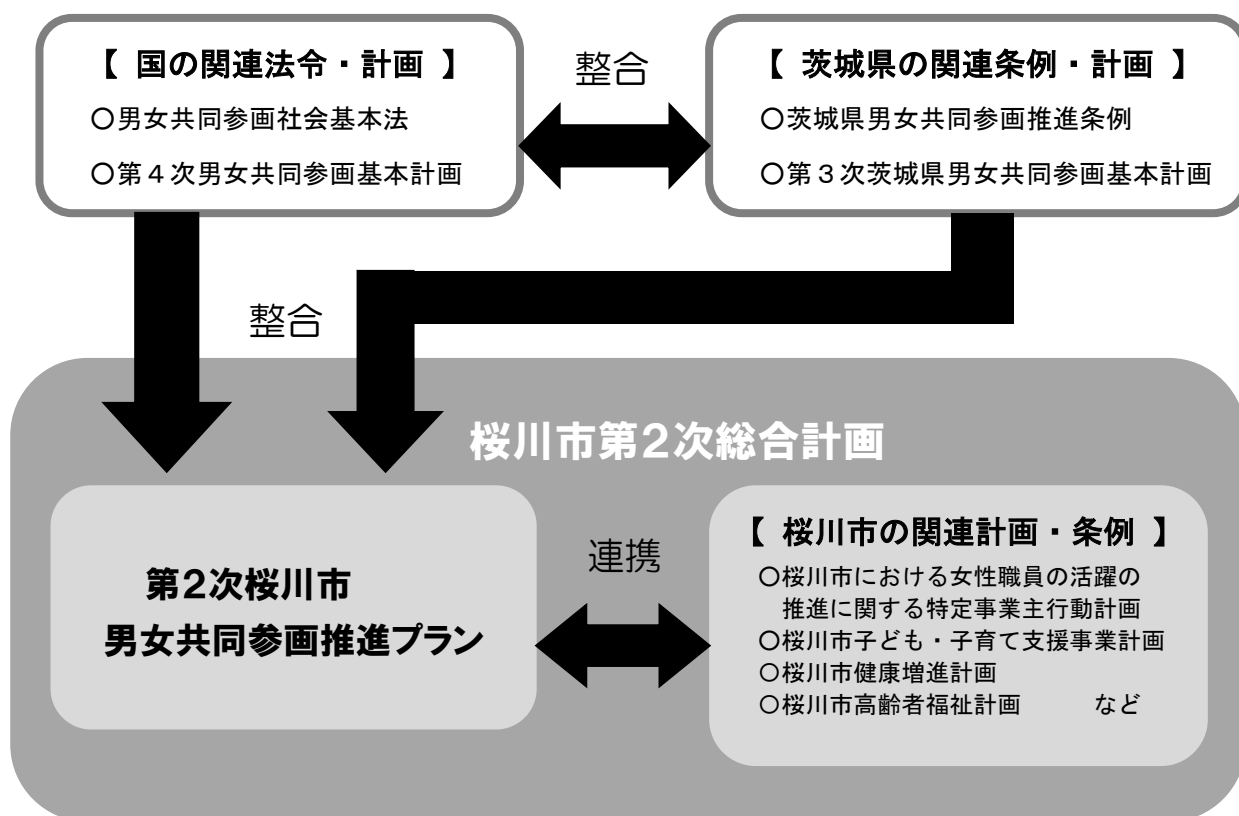 【 国の関連法令・計画 】
○男女共同参画社会基本法
○第４次男女共同参画基本計画
整合
【 茨城県の関連条例・計画 】
○茨城県男女共同参画推進条例
○第３次茨城県男女共同参画基本計画
整合
桜川市第２次総合計画
第２次桜川市
男女共同参画推進プラン
連携
【 桜川市の関連計画・条例 】
○桜川市における女性職員の活躍の
推進に関する特定事業主行動計画
○桜川市子ども・子育て支援事業計画
○桜川市健康増進計画
○桜川市高齢者福祉計画　　　など